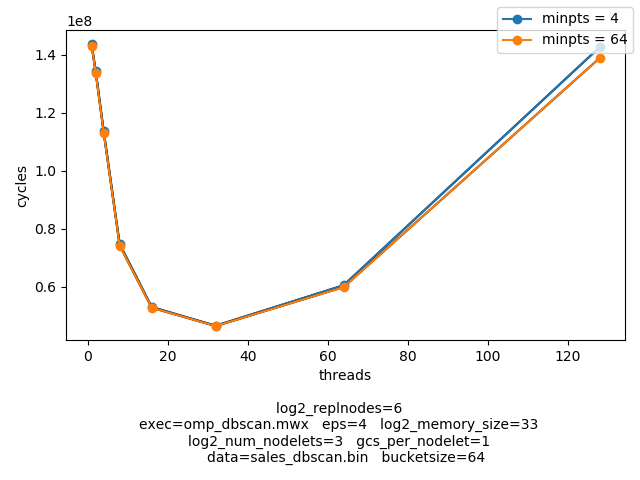 1e8
minpts = 4
minpts = 64
1.4
1.2
1.0
0.8
0.6
cycles
0 20 40 60 80 100 120
threads
log2_replnodes=6
exec=omp_dbscan.mwx eps=4 log2_memory_size=33
log2_num_nodelets=3 gcs_per_nodelet=1
data=sales_dbscan.bin bucketsize=64